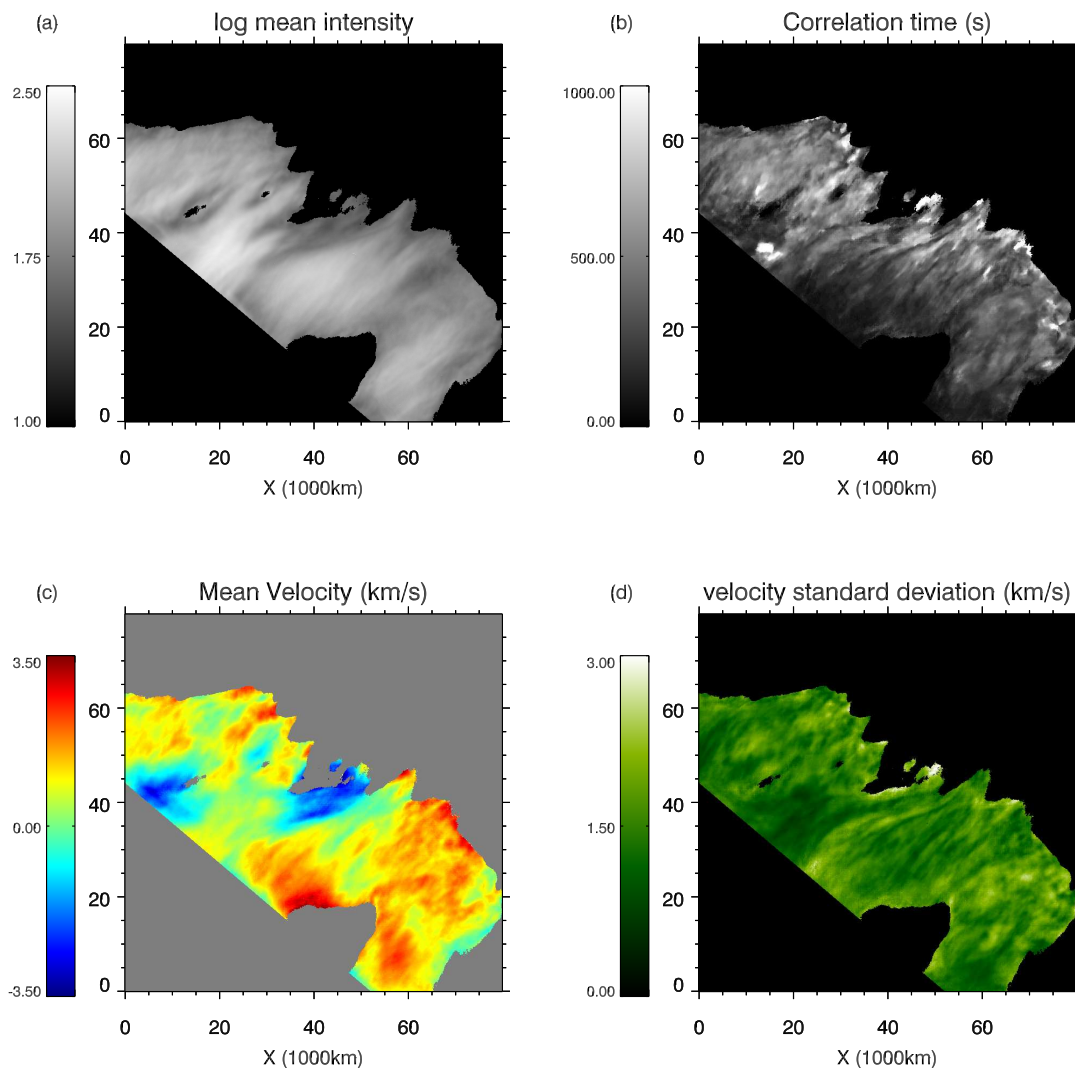 (a) log mean intensity
2.50
1.75
1.00
60
40
20
0
0 20 40 60
X (1000km)
(b) Correlation time (s)
1000.00
500.00
0.00
60
40
20
0
0 20 40 60
X (1000km)
(c) Mean Velocity (km/s)
3.50
0.00
-3.50
60
40
20
0
0 20 40 60
X (1000km)
(d) velocity standard deviation (km/s)
3.00
1.50
0.00
60
40
20
0
0 20 40 60
X (1000km)